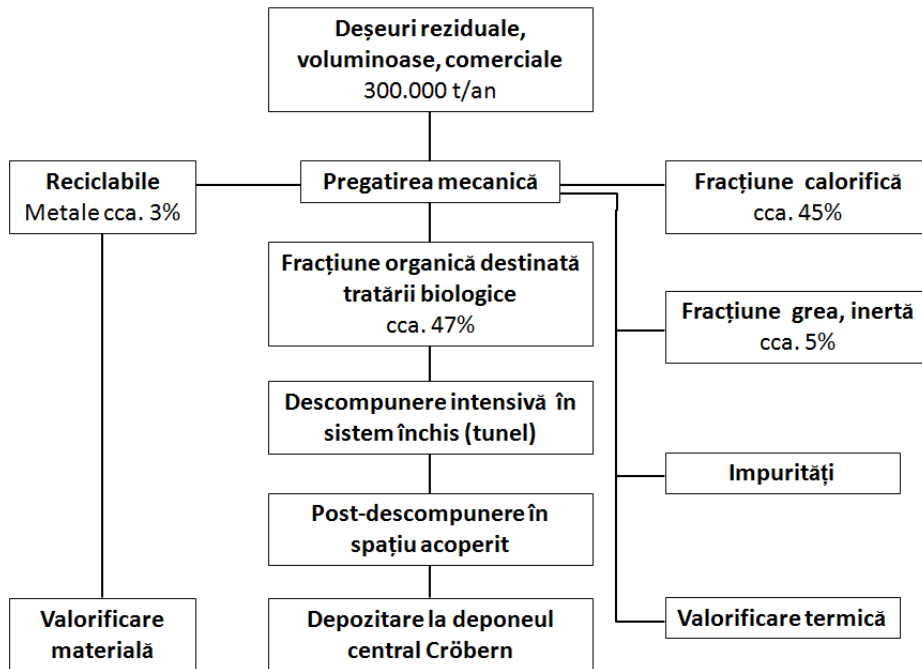 Deșeuri reziduale,
voluminoase, comerciale
300.000 t/an
Reciclabile
Metale cca. 3%
Pregatirea mecanică
Fracțiune calorifică
cca. 45%
Fracțiune organică destinată
tratării biologice
cca. 47%
Fracțiune grea, inertă
cca. 5%
Descompunere intensivă în
sistem închis (tunel)
Impurități
Post-descompunere în
spațiu acoperit
Valorificare
materială
Depozitare la deponeul
central Cröbern
Valorificare termică